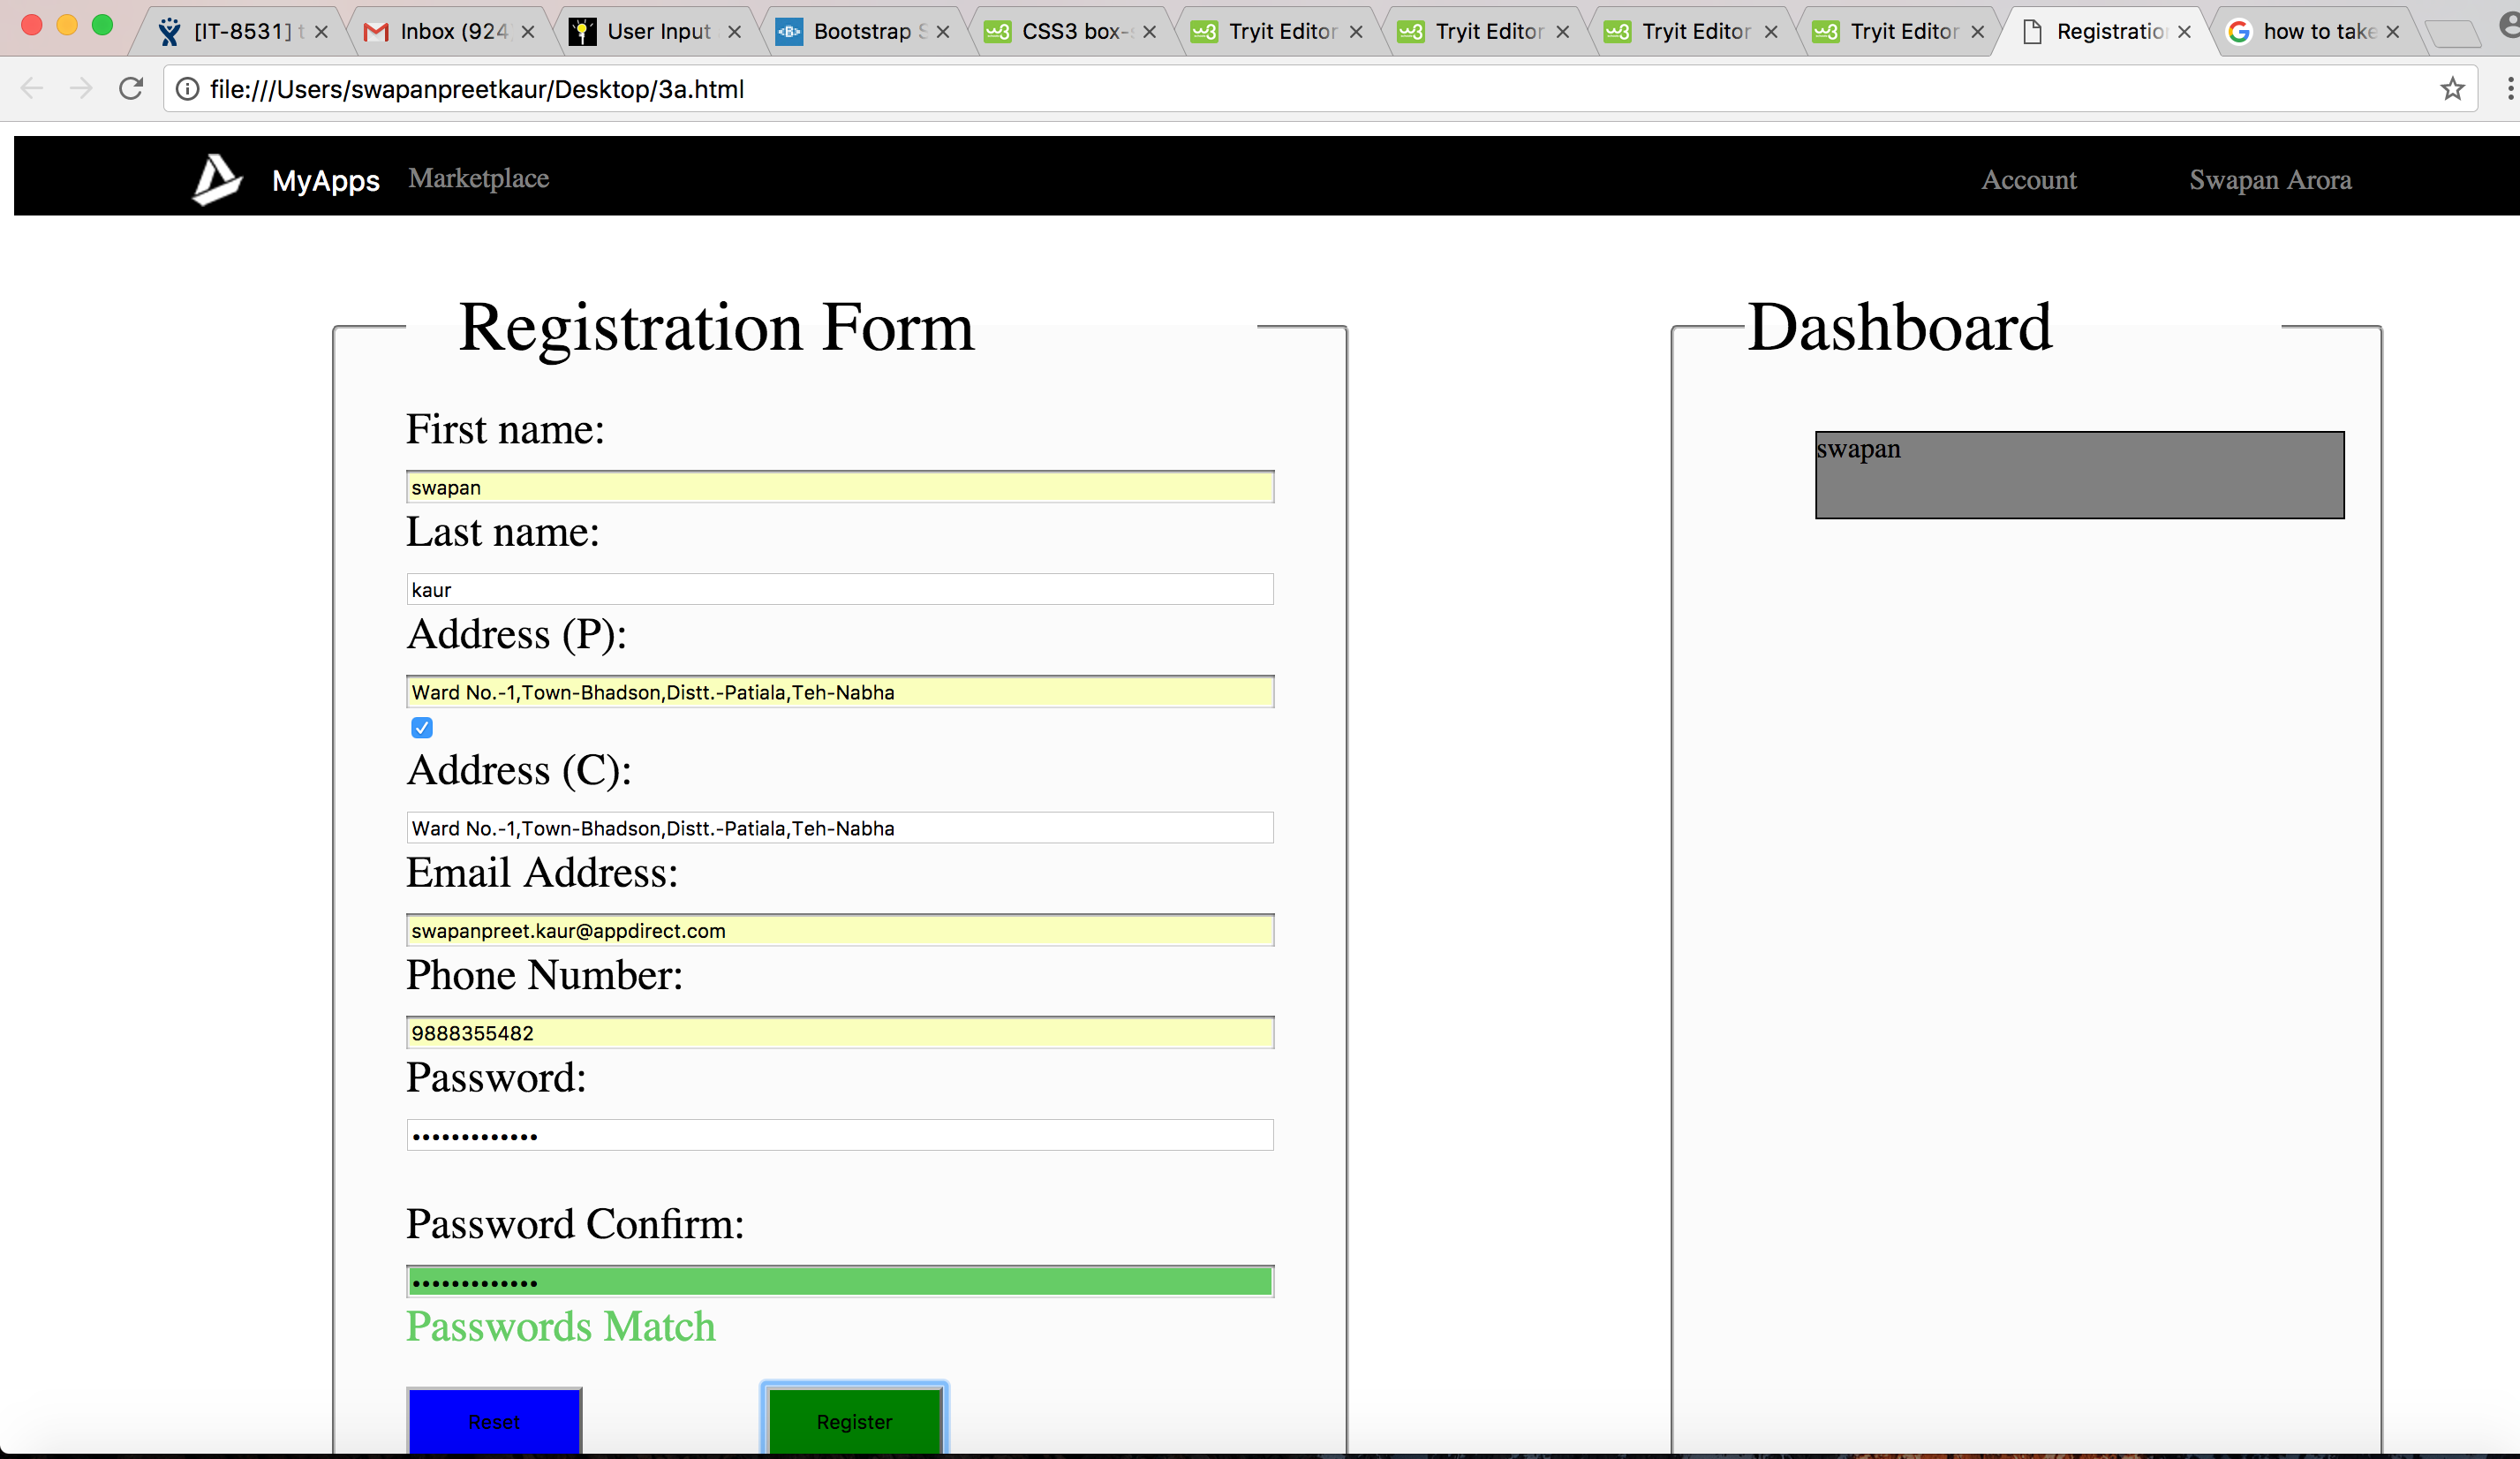 [IT-8531] t
Inbox (924
User Input
Bootstrap S
CSS3 box-s
Tryit Editor
Tryit Editor
Tryit Editor
Tryit Editor
Registration
how to take
file:///Users/swapanpreetkaur/Desktop/3a.html
MyApps Marketplace Account Swapan Arora
Registration Form
First name:
swapan
Last name:
kaur
Address (P):
Ward No.-1,Town-Bhadson,Distt.-Patiala,Teh-Nabha
Address (C):
Ward No.-1,Town-Bhadson,Distt.-Patiala,Teh-Nabha
Email Address:
swapanpreet.kaur@appdirect.com
Phone Number:
9888355482
Password:
•••••••••••••
Password Confirm:
•••••••••••••
Passwords Match
Reset Register
Dashboard
swapan